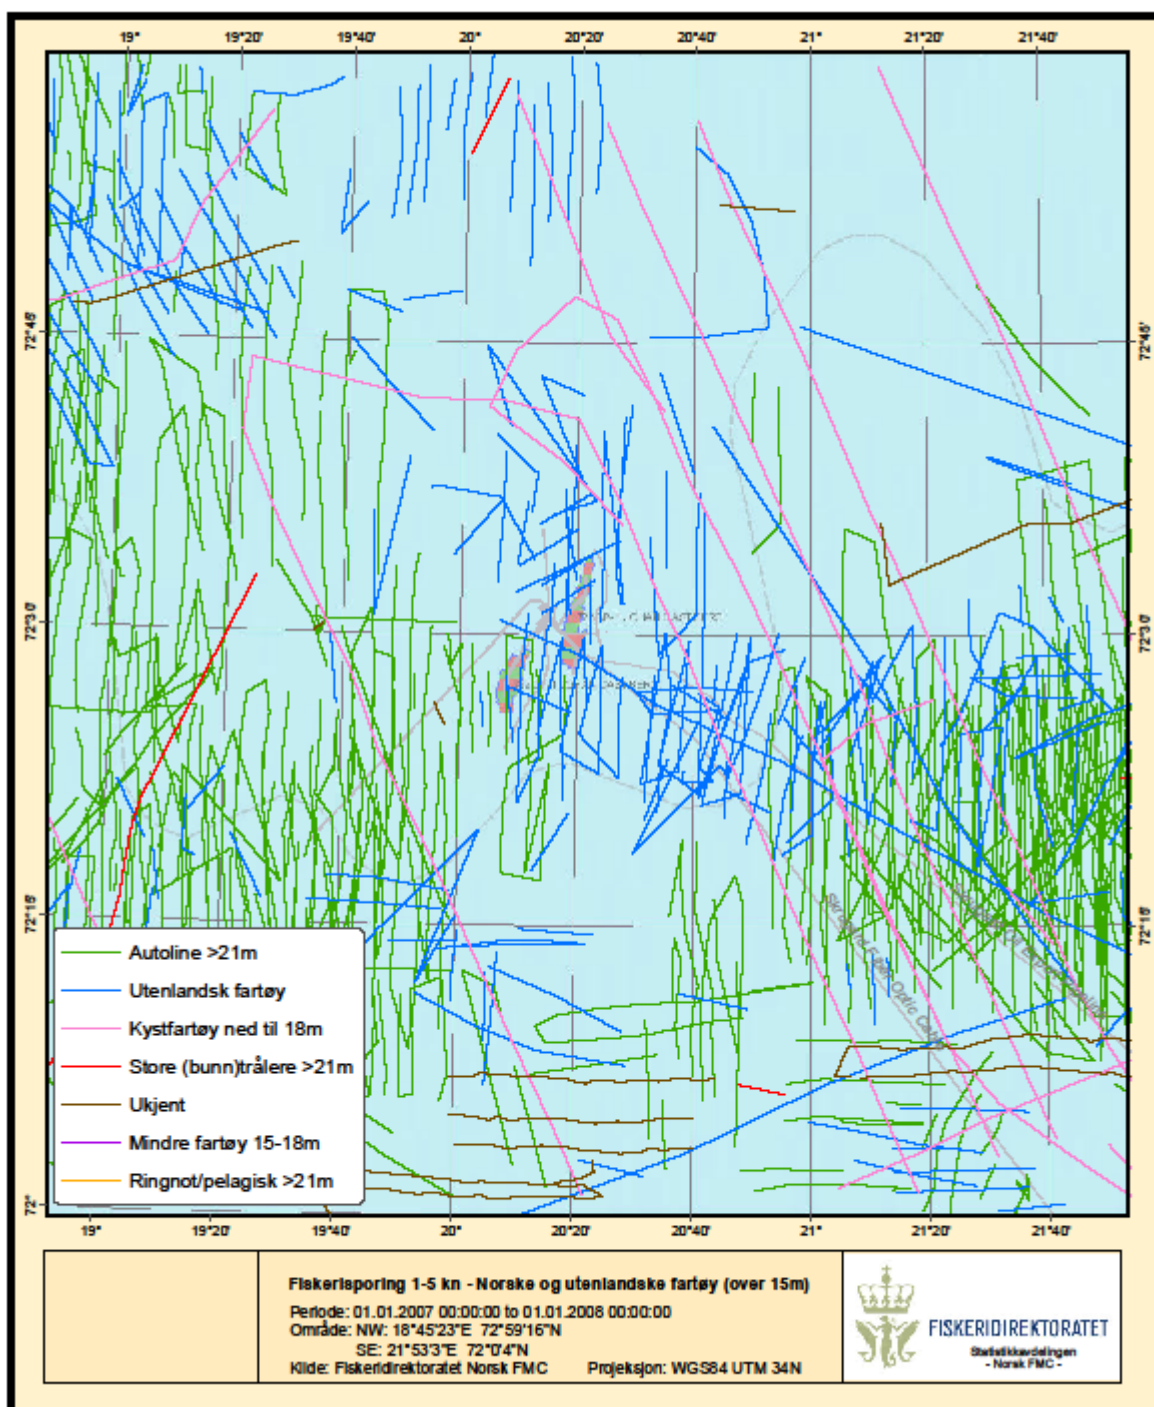 19° 19°20' 19°40' 20° 20°20' 20°40' 21° 21°20' 21°40'
72°45' 72°45'
72°30' 72°30'
72°15' 72°15'
72°
Skrugard Fiber Optic Cable
Autoline >21m
Utenlandsk fartøy
Kystfartøy ned til 18m
Store (bunn)trålere >21m
Ukjent
Mindre fartøy 15-18m
Ringnot/pelagisk >21m
19° 19°20' 19°40' 20° 20°20' 20°40' 21° 21°20' 21°40'
Fiskerisporing 1-5 kn - Norske og utenlandske fartøy (over 15m)
Periode: 01.01.2007 00:00:00 to 01.01.2008 00:00:00
Område: NW: 18°45'23"E 72°59'16"N
SE: 21°53'3"E 72°0'4"N
Kilde: Fiskeridirektoratet Norsk FMC Projeksjon: WGS84 UTM 34N
FISKERIDIREKTORATET
Statistikkavdelingen
- Norsk FMC -